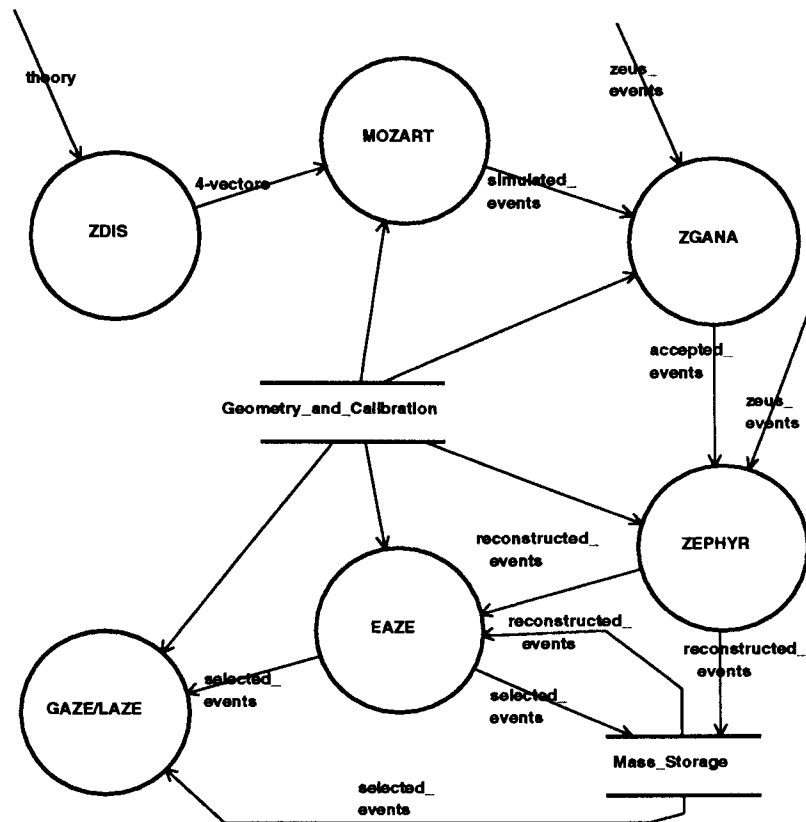 theory
zeus_
events
MOZART
4-vectors
simulated_
events
ZDIS
ZGANA
accepted_
events
Geometry_and_Calibration
zeus_
events
reconstructed_
events
ZEPHYR
EAZE
reconstructed_
events
reconstructed_
events
selected_
events
selected_
events
GAZE/LAZE
Mass_Storage
selected_
events